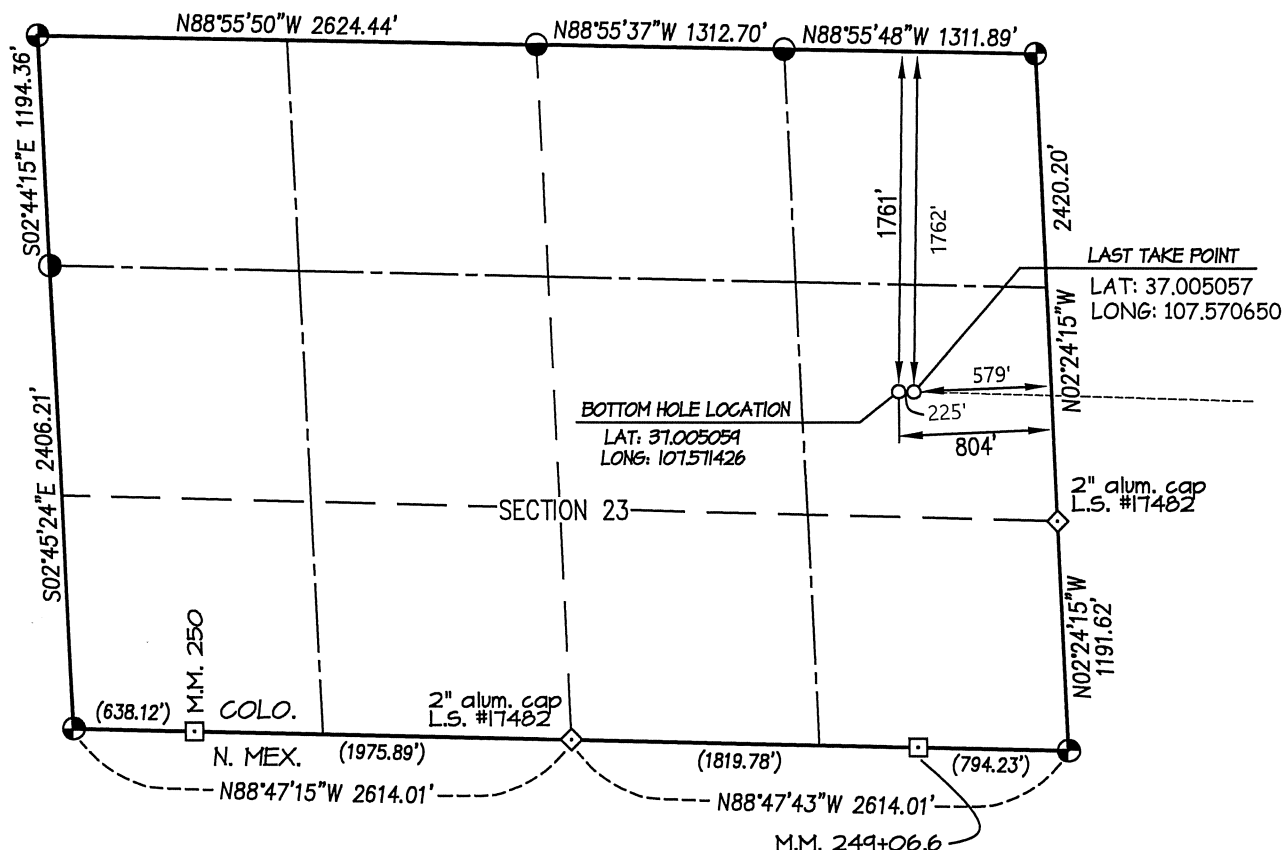 N88°55'50"W 2624.44'
N88°55'37"W 1312.70'
N88°55'48"W 1311.89'
S02°44'15"E 1194.36'
2420.20'
1761'
1762'
LAST TAKE POINT
LAT: 37.005057
LONG: 107.570650
N02°24'15"W
579'
225'
804'
BOTTOM HOLE LOCATION
LAT: 37.005059
LONG: 107.571426
S02°45'24"E 2406.21'
SECTION 23
2" alum. cap
L.S. #17482
N02°24'15"W
1191.62'
M.M. 250
(638.12')
COLO.
N. MEX.
2" alum. cap
L.S. #17482
(1975.89')
(1819.78')
(794.23')
N88°47'15"W 2614.01'
N88°47'43"W 2614.01'
M.M. 249+06.6